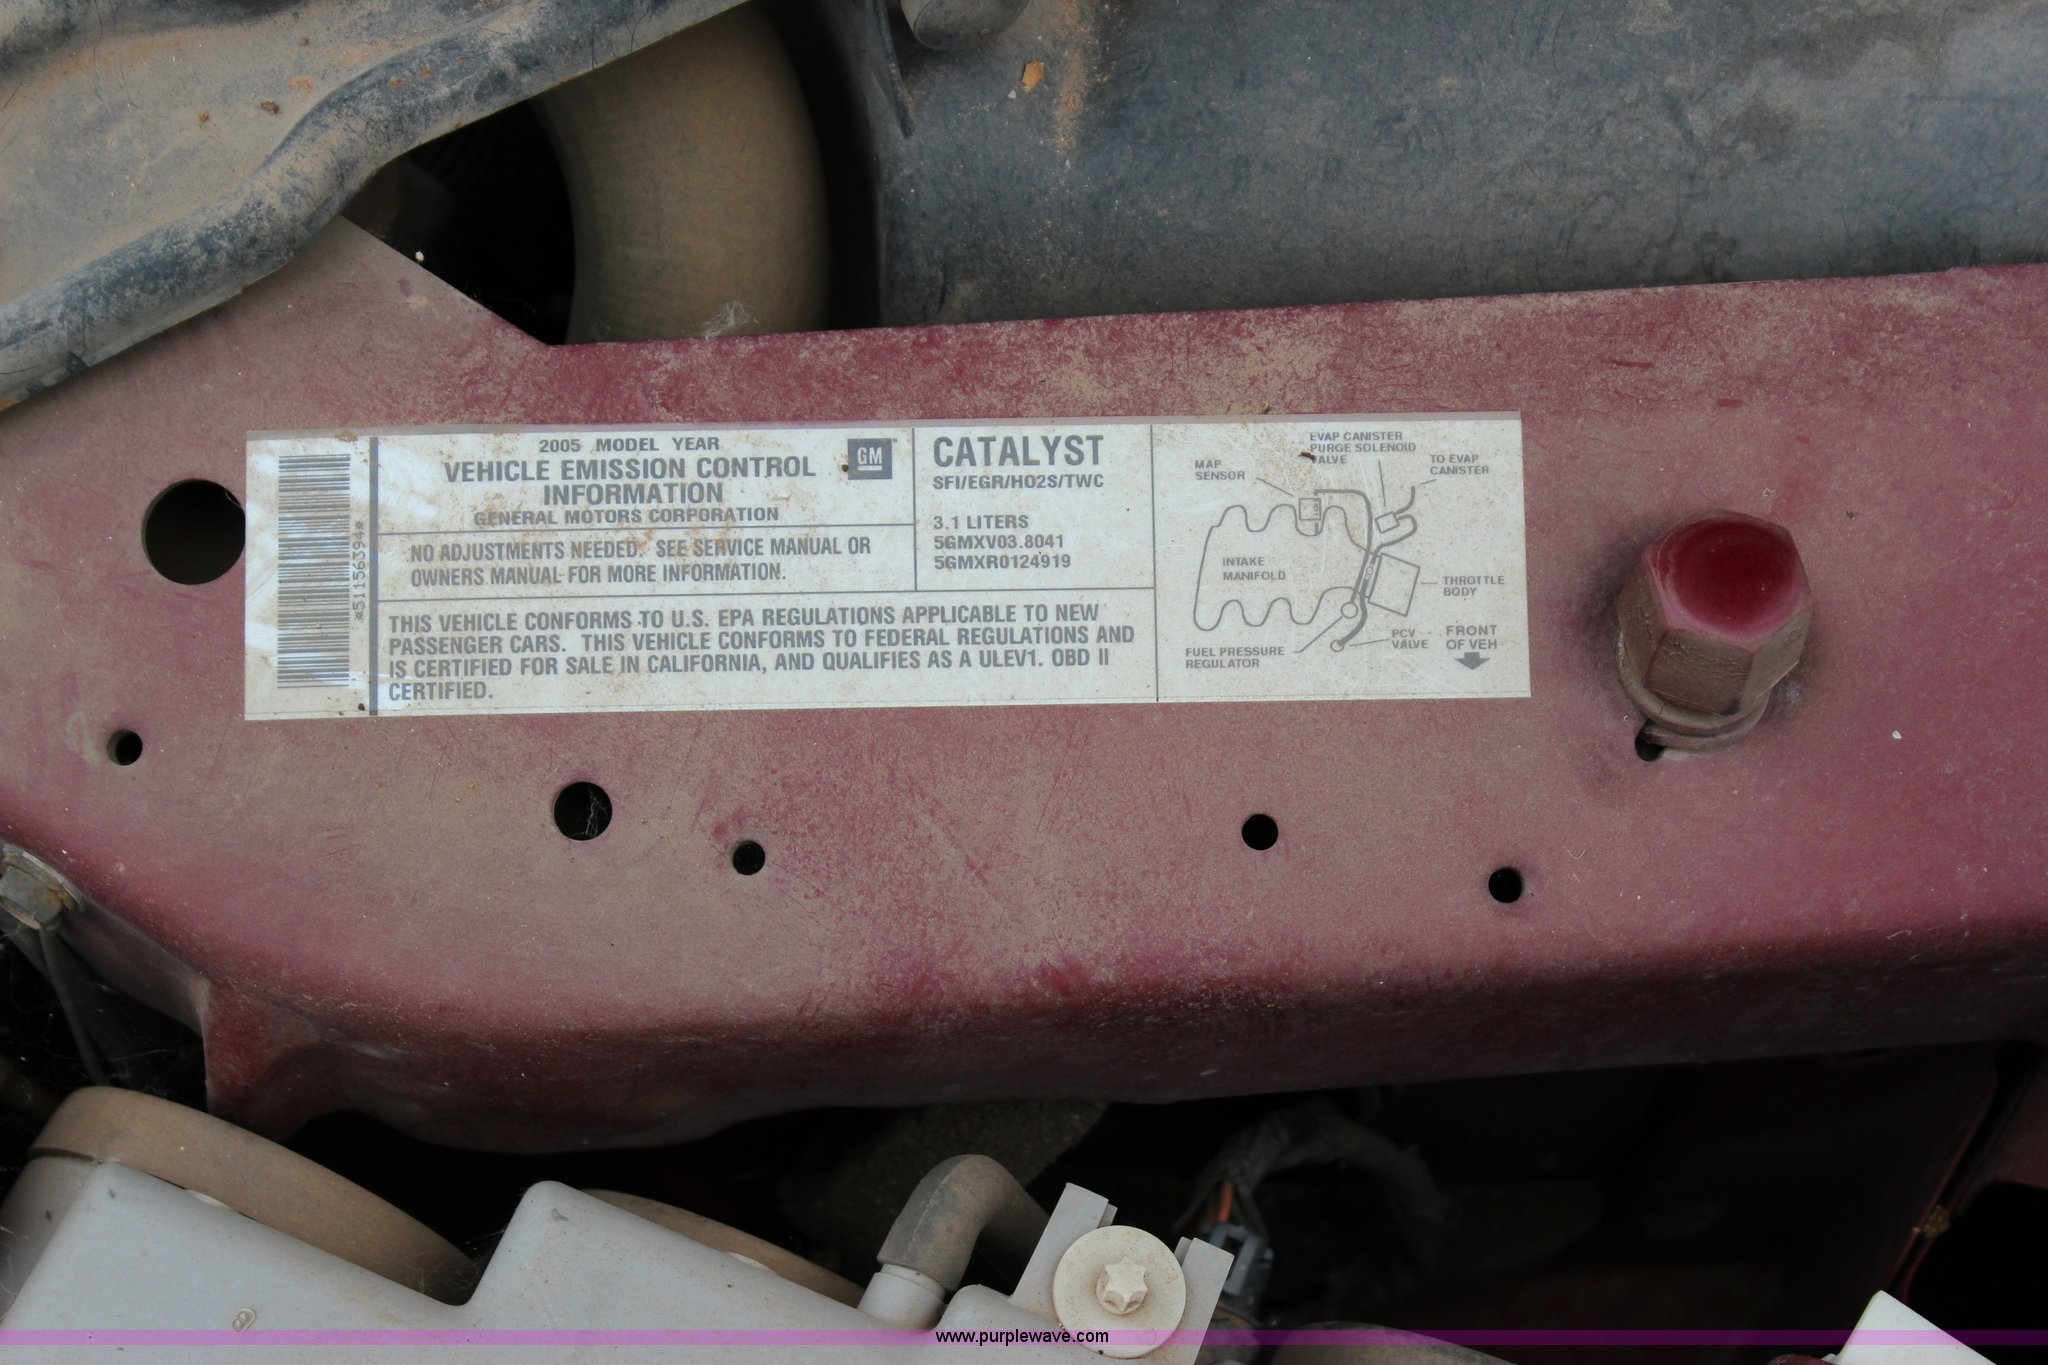 *51156394*
2005 MODEL YEAR
VEHICLE EMISSION CONTROL
INFORMATION
GENERAL MOTORS CORPORATION
GM
NO ADJUSTMENTS NEEDED. SEE SERVICE MANUAL OR
OWNERS MANUAL FOR MORE INFORMATION.
CATALYST
SFI/EGR/HO2S/TWC
3.1 LITERS
5GMXV03.8041
5GMXR0124919
THIS VEHICLE CONFORMS TO U.S. EPA REGULATIONS APPLICABLE TO NEW
PASSENGER CARS. THIS VEHICLE CONFORMS TO FEDERAL REGULATIONS AND
IS CERTIFIED FOR SALE IN CALIFORNIA, AND QUALIFIES AS A ULEV1. OBD II
CERTIFIED.
EVAP CANISTER
PURGE SOLENOID
VALVE
MAP
SENSOR
TO EVAP
CANISTER
INTAKE
MANIFOLD
THROTTLE
BODY
FUEL PRESSURE
REGULATOR
PCV
VALVE
FRONT
OF VEH
www.purplewave.com